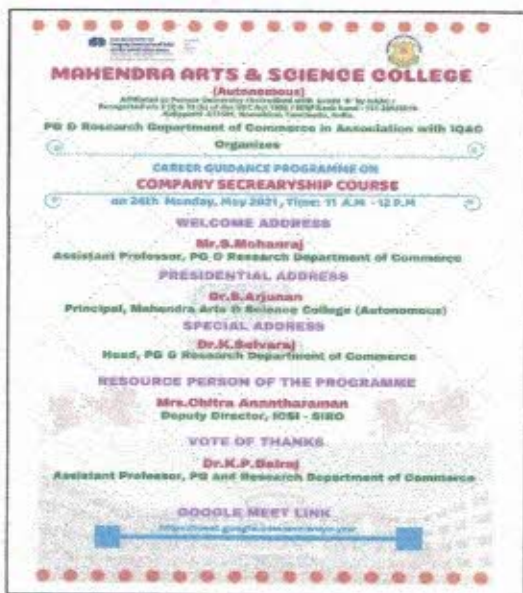 MAHENDRA ARTS & SCIENCE COLLEGE
(Autonomous)
PG & Research Department of Commerce in Association with IQAC
Organizes
CAREER GUIDANCE PROGRAMME ON
COMPANY SECREARYSHIP COURSE
on 24th Monday, May 2021, Time: 11 A.M - 12 P.M
WELCOME ADDRESS
Mr.S.Mohanraj
Assistant Professor, PG & Research Department of Commerce
PRESIDENTIAL ADDRESS
Dr.S.Arjunan
Principal, Mahendra Arts & Science College (Autonomous)
SPECIAL ADDRESS
Dr.K.Selvaraj
Head, PG & Research Department of Commerce
RESOURCE PERSON OF THE PROGRAMME
Mrs.Chitra Anantharaman
Deputy Director, ICSI - SIRO
VOTE OF THANKS
Dr.K.P.Balraj
Assistant Professor, PG and Research Department of Commerce
GOOGLE MEET LINK